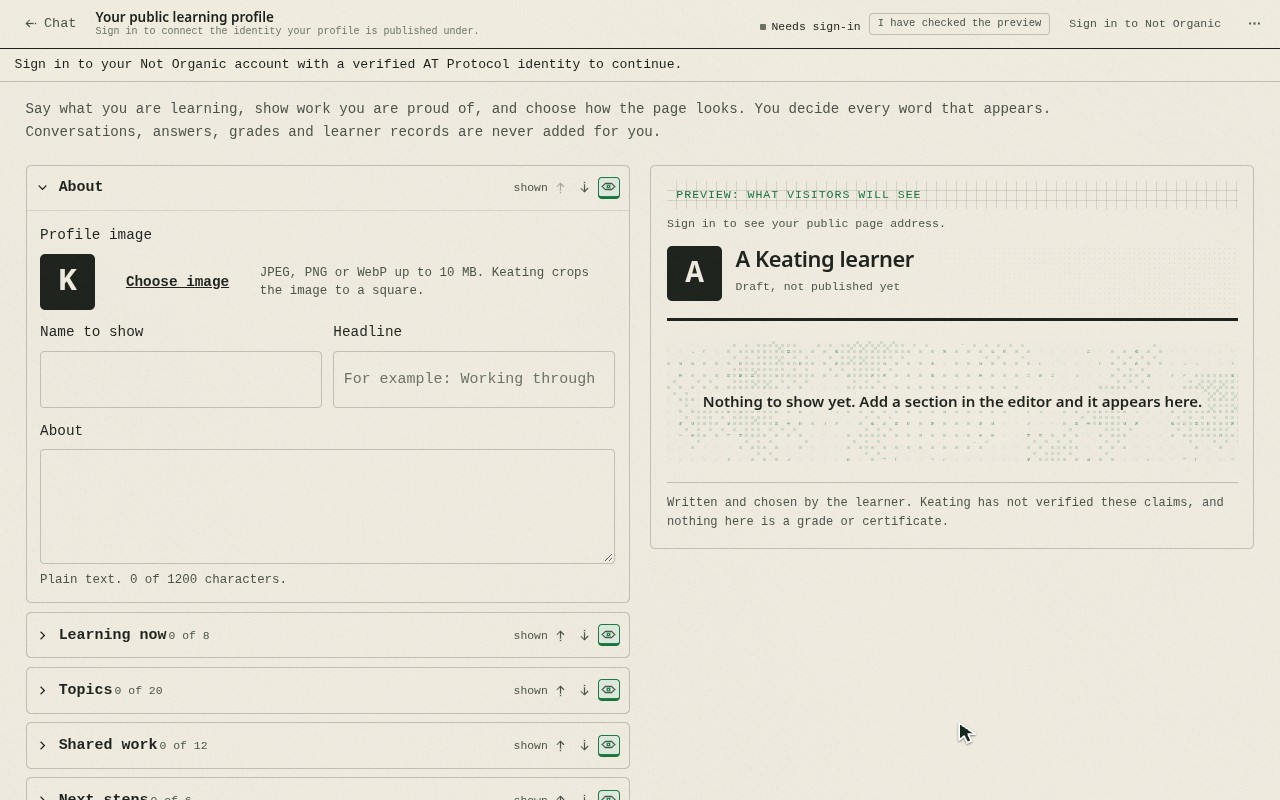 Chat
Your public learning profile
Sign in to connect the identity your profile is published under.
Needs sign-in
I have checked the preview
Sign in to Not Organic
Sign in to your Not Organic account with a verified AT Protocol identity to continue.
Say what you are learning, show work you are proud of, and choose how the page looks. You decide every word that appears.
Conversations, answers, grades and learner records are never added for you.
About
shown
Profile image
K
Choose image
JPEG, PNG or WebP up to 10 MB. Keating crops
the image to a square.
Name to show
Headline
For example: Working through
About
Plain text. 0 of 1200 characters.
Learning now 0 of 8
shown
Topics 0 of 20
shown
Shared work 0 of 12
shown
Next steps 0 of 6
shown
PREVIEW: WHAT VISITORS WILL SEE
Sign in to see your public page address.
A
A Keating learner
Draft, not published yet
Nothing to show yet. Add a section in the editor and it appears here.
Written and chosen by the learner. Keating has not verified these claims, and
nothing here is a grade or certificate.